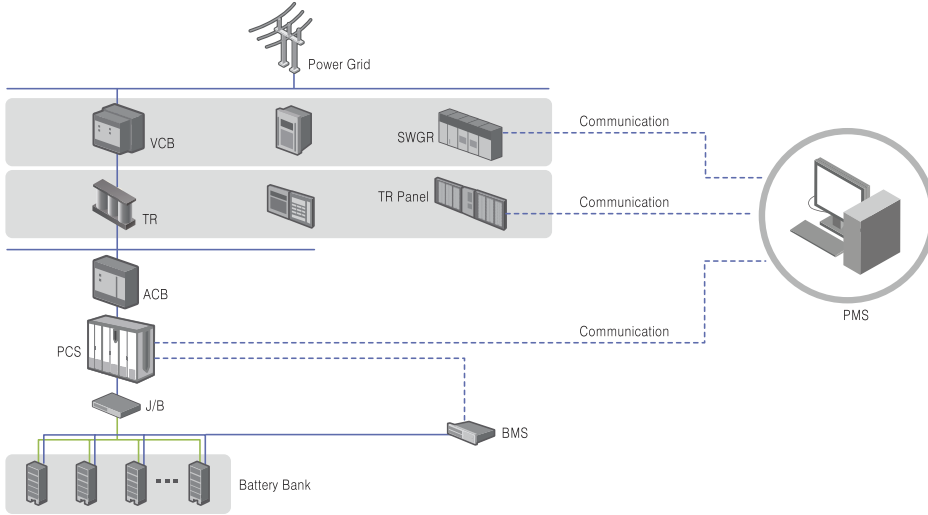 Power Grid
VCB
SWGR
Communication
TR
TR Panel
Communication
ACB
PMS
PCS
Communication
J/B
BMS
Battery Bank